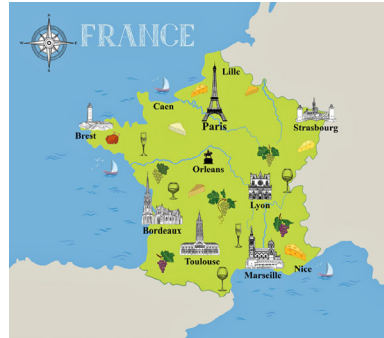 FRANCE
Lille
Caen
Paris
Strasbourg
Brest
Orleans
Lyon
Bordeaux
Toulouse
Marseille
Nice